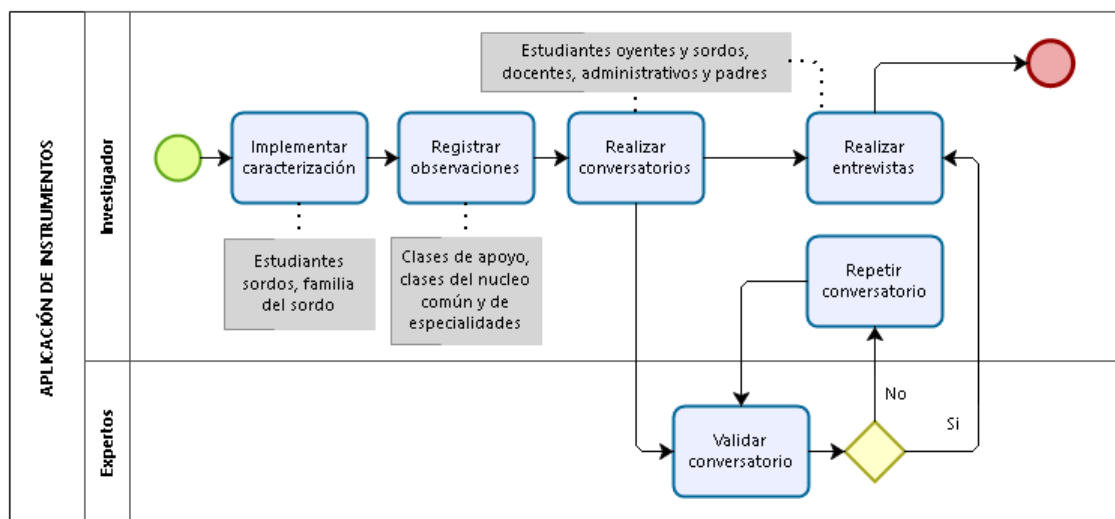 APLICACIÓN DE INSTRUMENTOS
Investigador
Estudiantes oyentes y sordos,
docentes, administrativos y padres
Implementar
caracterización
Registrar
observaciones
Realizar
conversatorios
Realizar
entrevistas
Estudiantes
sordos, familia
del sordo
Clases de apoyo,
clases del nucleo
común y de
especialidades
Repetir
conversatorio
Expertos
Validar
conversatorio
No
Si